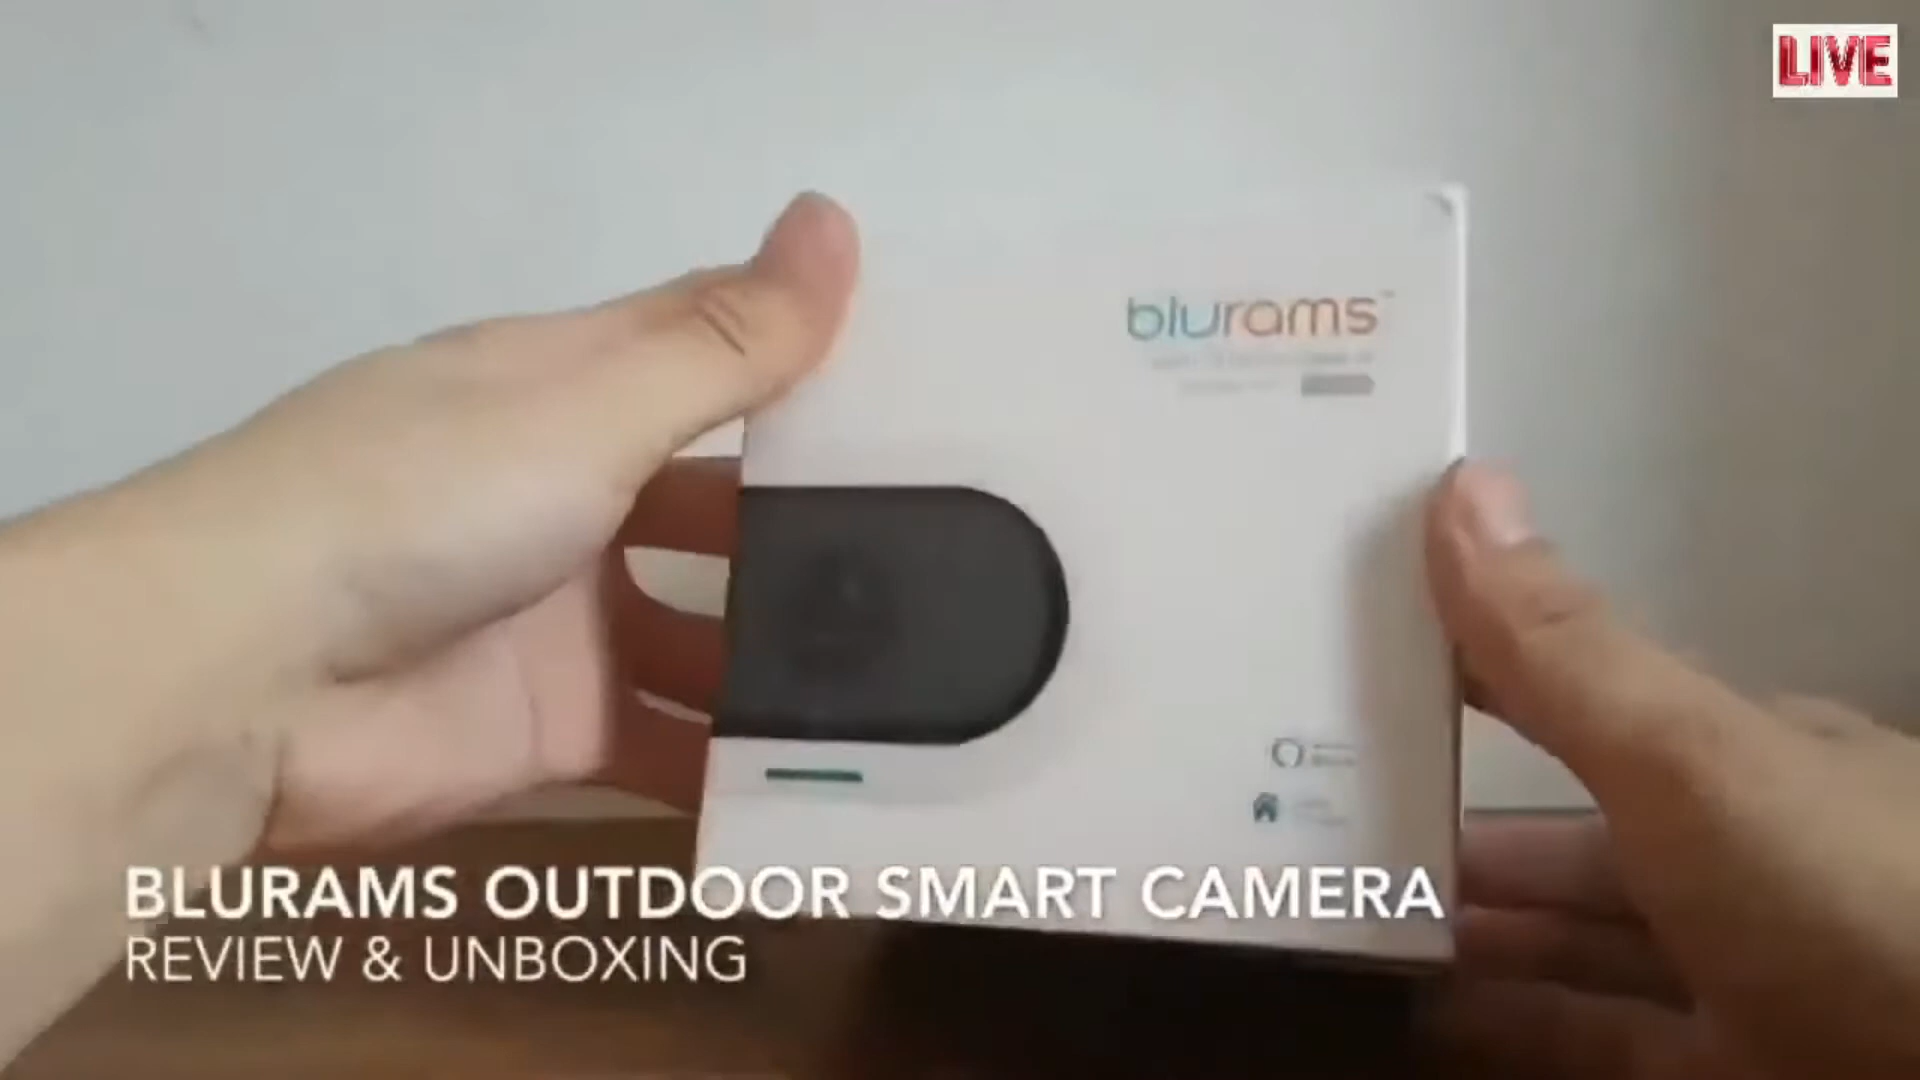 LIVE
blurams
BLURAMS OUTDOOR SMART CAMERA
REVIEW & UNBOXING